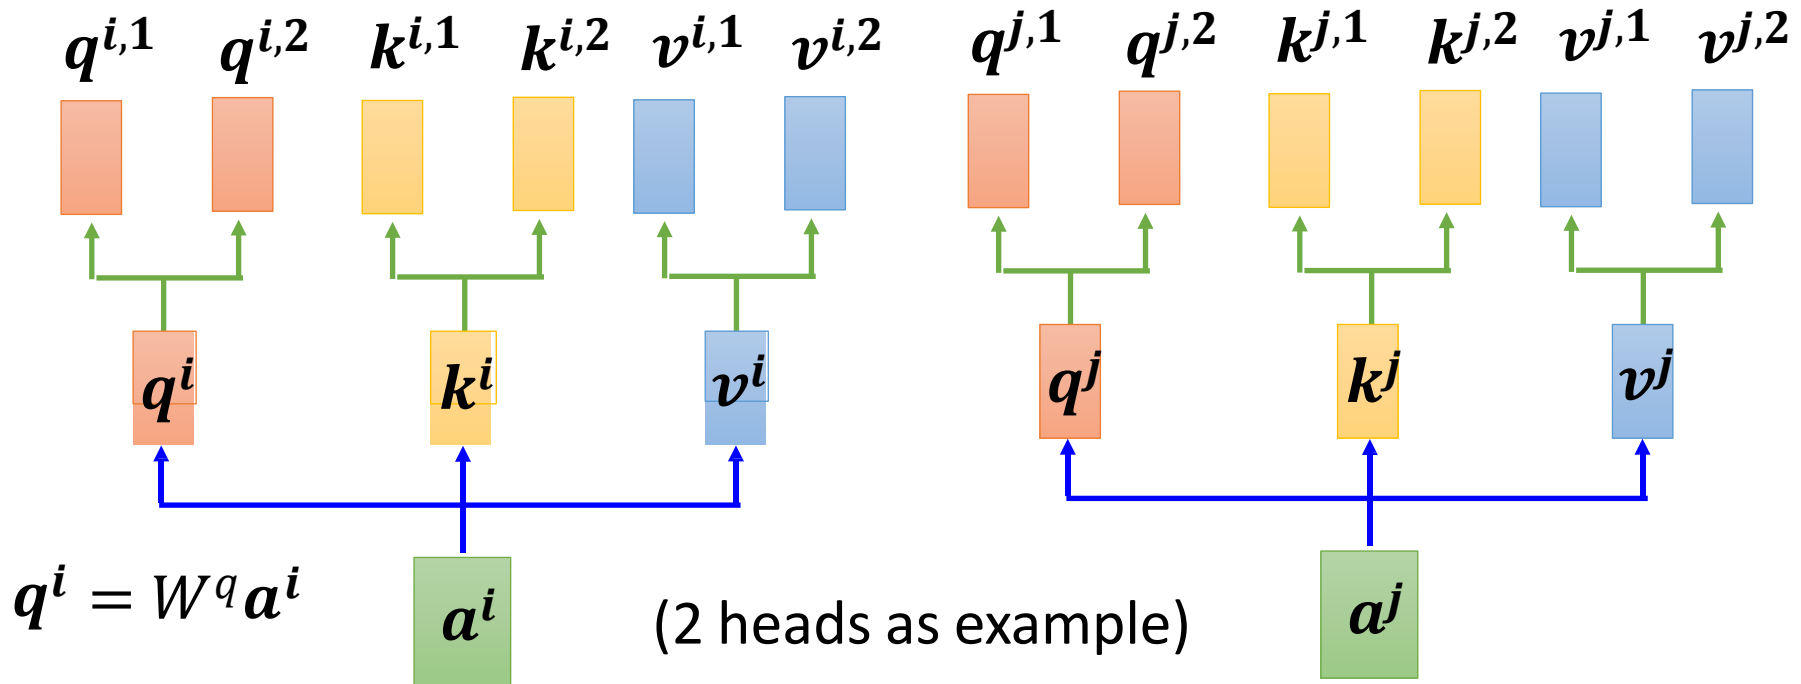 q^{i,1} q^{i,2} k^{i,1} k^{i,2} v^{i,1} v^{i,2} q^{j,1} q^{j,2} k^{j,1} k^{j,2} v^{j,1} v^{j,2}
q^i k^i v^i q^j k^j v^j
q^i = W^q a^i
a^i
(2 heads as example)
a^j